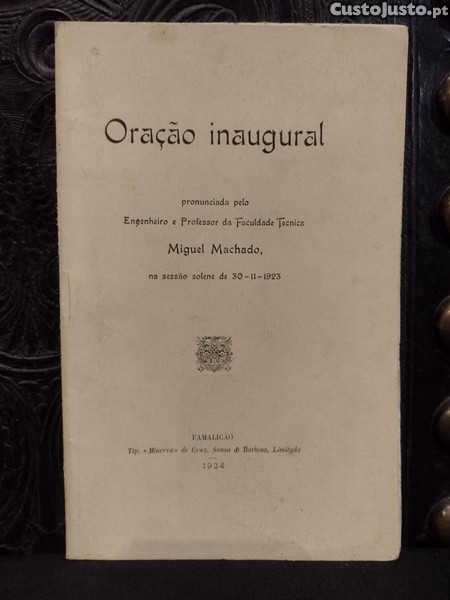 CustoJusto.pt
Oração inaugural
pronunciada pelo
Engenheiro e Professor da Faculdade Tecnica
Miguel Machado,
na sessão solene de 30-11-1923
FAMALICÃO
Tip. «Minerva» de Cruz, Sousa & Barbosa, Limitada
1924